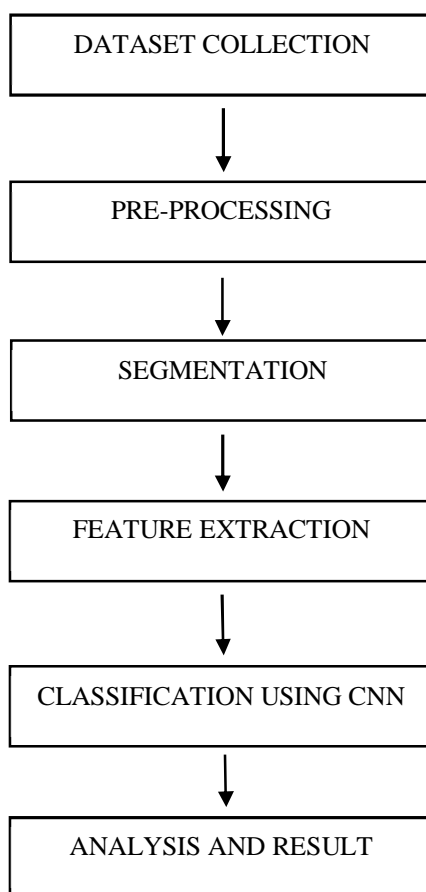 DATASET COLLECTION
PRE-PROCESSING
SEGMENTATION
FEATURE EXTRACTION
CLASSIFICATION USING CNN
ANALYSIS AND RESULT